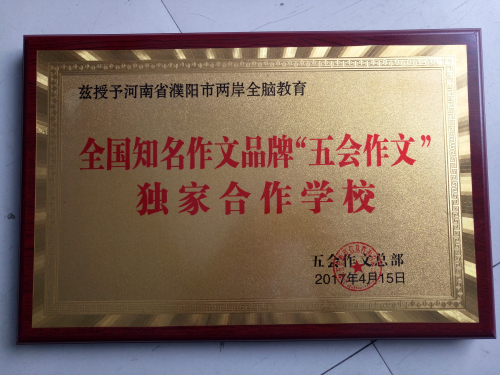 兹授予河南省濮阳市两岸全脑教育
全国知名作文品牌“五会作文”
独家合作学校
五会作文总部
2017年4月15日